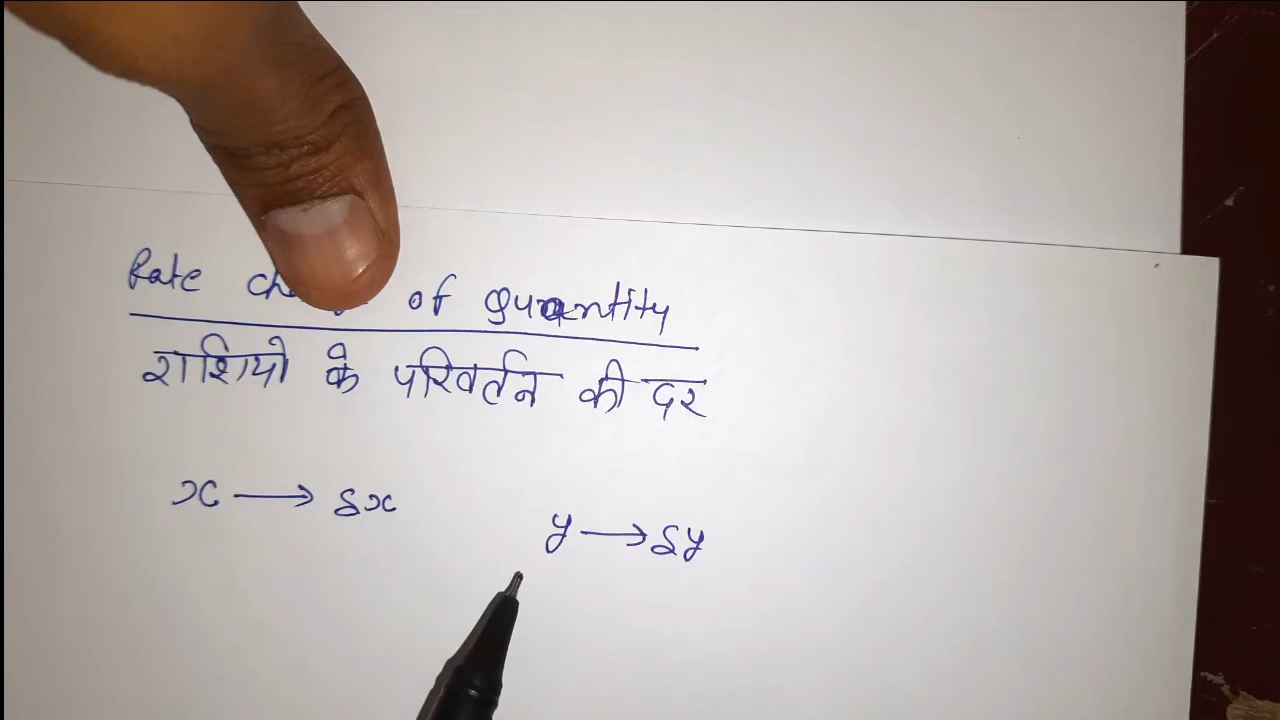 Rate of quantity
राशियो के परिवर्तन की दर
x → δx
y → δy